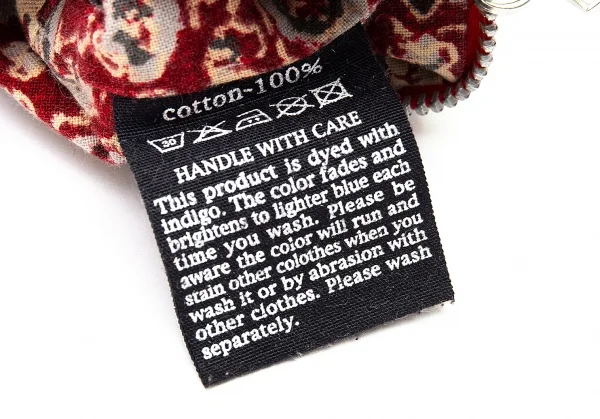 cotton-100%
30
HANDLE WITH CARE
This product is dyed with
indigo. The color fades and
brightens to lighter blue each
time you wash. Please be
aware the color will run and
stain other colothes when you
wash it or by abrasion with
other clothes. Please wash
separately.